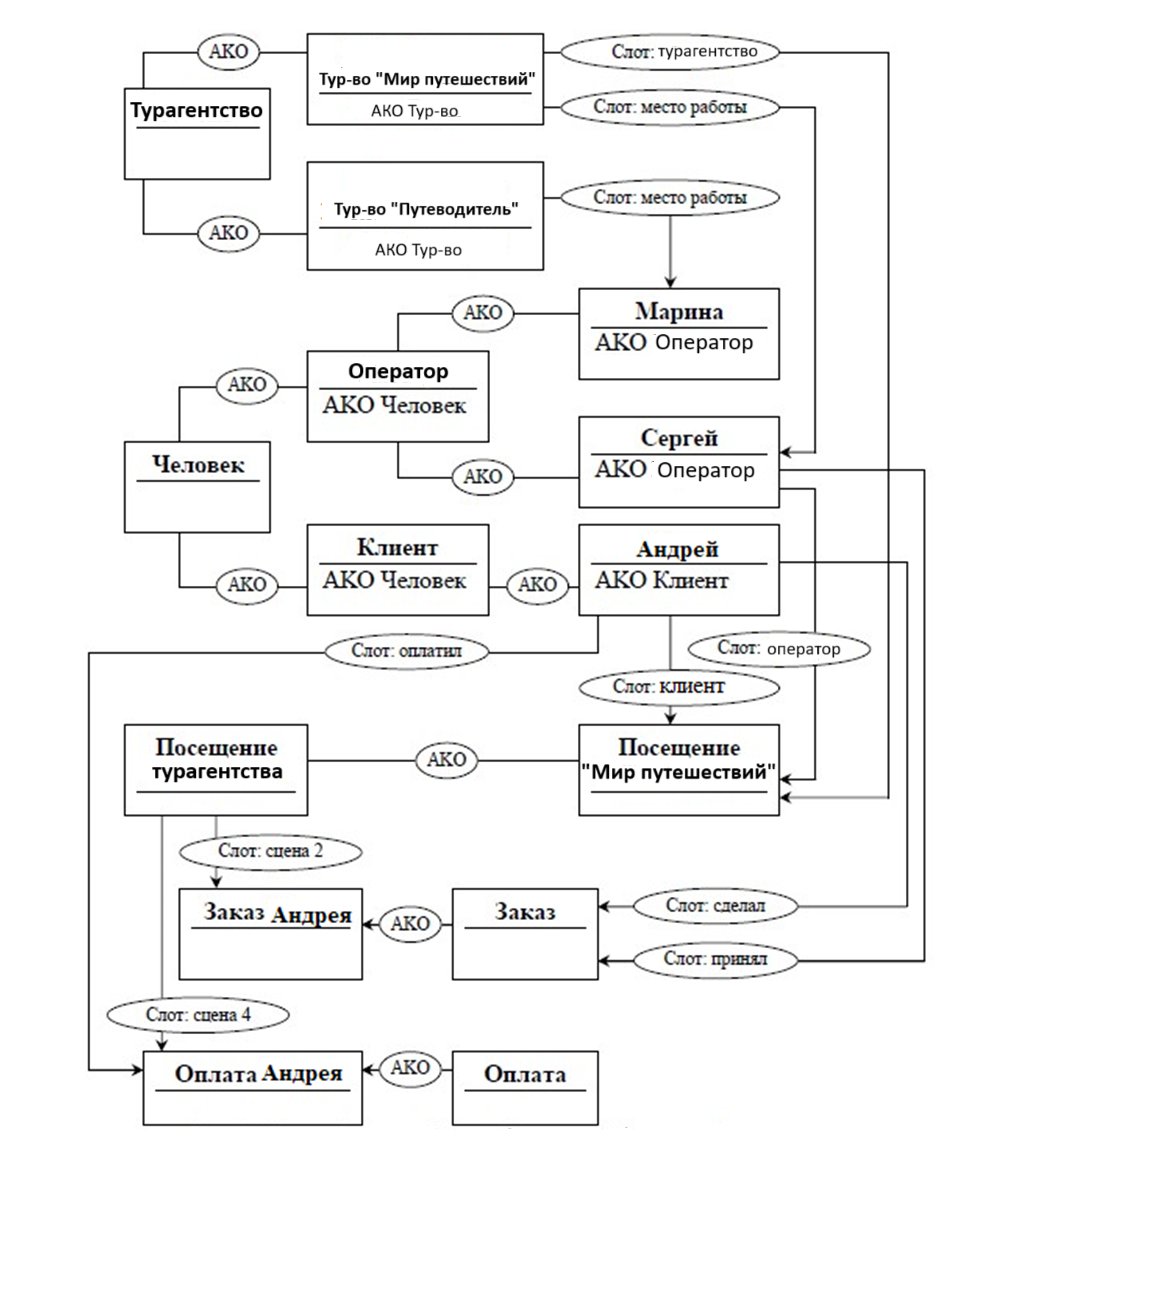 АКО
Слот: турагентство
Тур-во "Мир путешествий"
АКО Тур-во
Слот: место работы
Турагентство
Слот: место работы
Тур-во "Путеводитель"
АКО Тур-во
АКО
АКО
Марина
АКО Оператор
Оператор
АКО Человек
АКО
Сергей
АКО Оператор
АКО
Человек
Клиент
АКО Человек
АКО
АКО
Андрей
АКО Клиент
Слот: оплатил
Слот: оператор
Слот: клиент
Посещение
турагентства
АКО
Посещение
"Мир путешествий"
Слот: сцена 2
Заказ Андрея
АКО
Заказ
Слот: сделал
Слот: принял
Слот: сцена 4
Оплата Андрея
АКО
Оплата